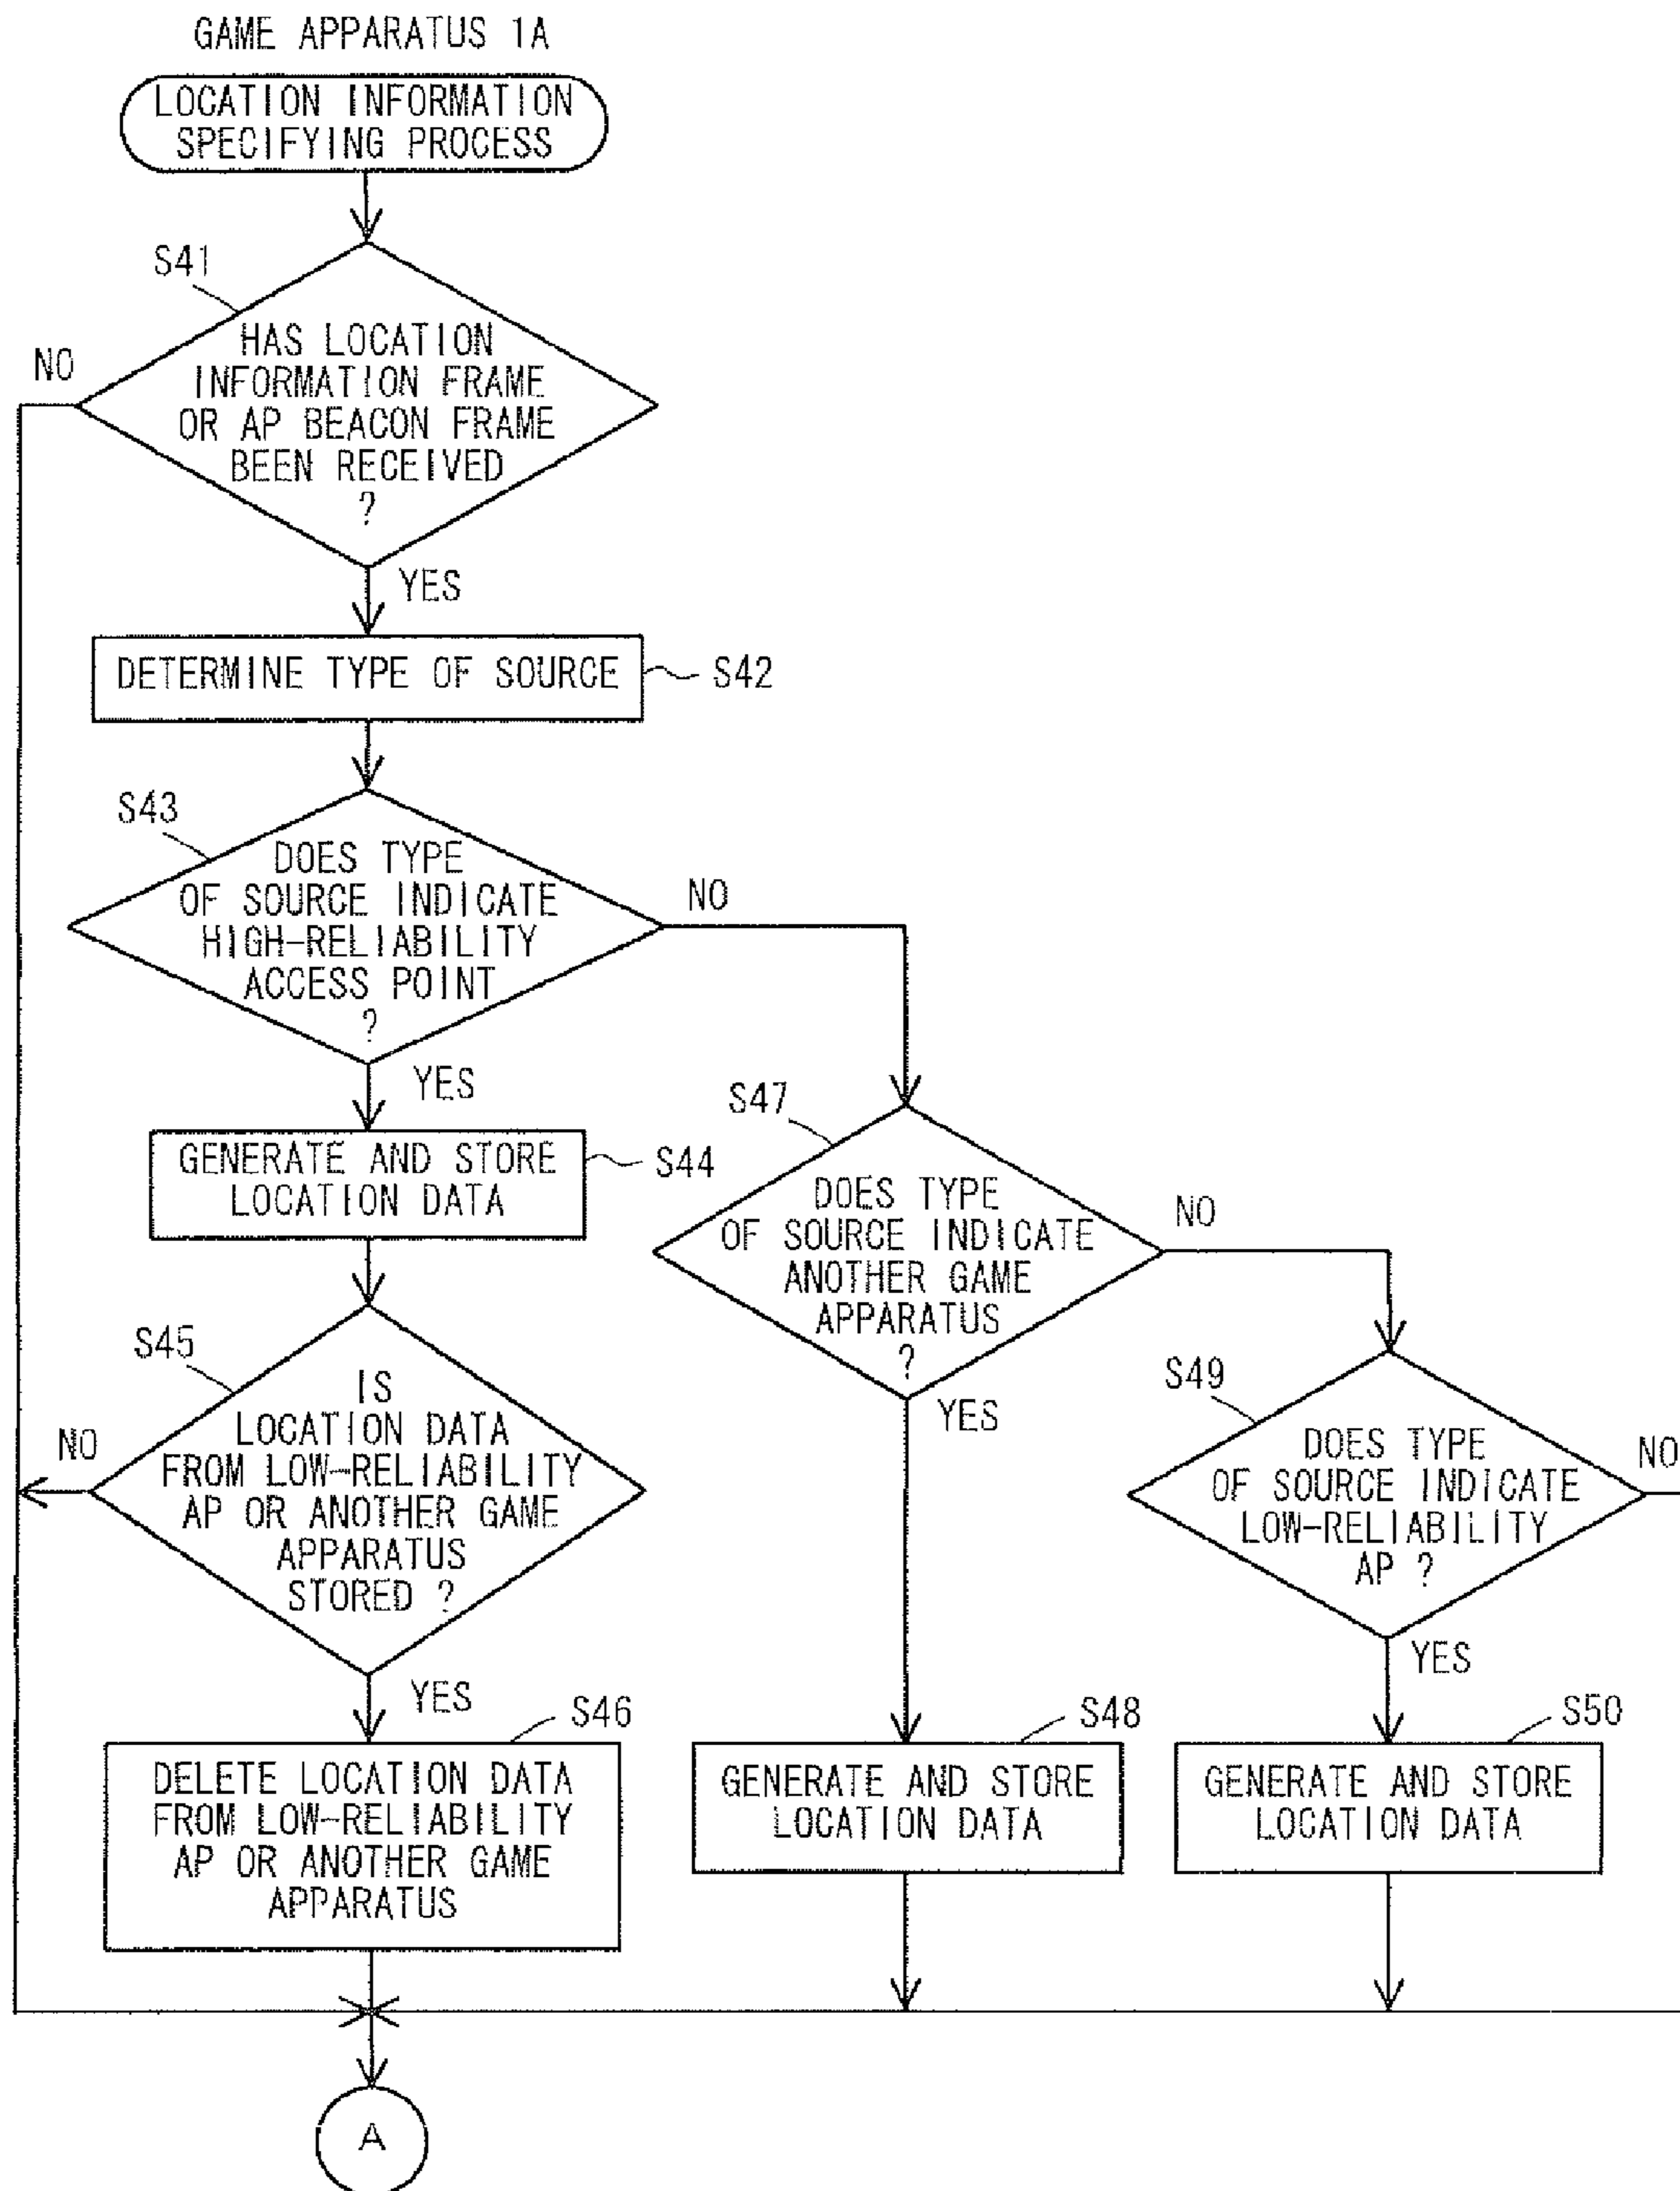 GAME APPARATUS 1A
LOCATION INFORMATION
SPECIFYING PROCESS
S41
HAS LOCATION
INFORMATION FRAME
OR AP BEACON FRAME
BEEN RECEIVED
?
NO
YES
DETERMINE TYPE OF SOURCE
S42
S43
DOES TYPE
OF SOURCE INDICATE
HIGH-RELIABILITY
ACCESS POINT
?
NO
YES
GENERATE AND STORE
LOCATION DATA
S44
S45
IS
LOCATION DATA
FROM LOW-RELIABILITY
AP OR ANOTHER GAME
APPARATUS
STORED ?
NO
YES
S46
DELETE LOCATION DATA
FROM LOW-RELIABILITY
AP OR ANOTHER GAME
APPARATUS
S47
DOES TYPE
OF SOURCE INDICATE
ANOTHER GAME
APPARATUS
?
NO
YES
S48
GENERATE AND STORE
LOCATION DATA
S49
DOES TYPE
OF SOURCE INDICATE
LOW-RELIABILITY
AP ?
NO
YES
S50
GENERATE AND STORE
LOCATION DATA
A